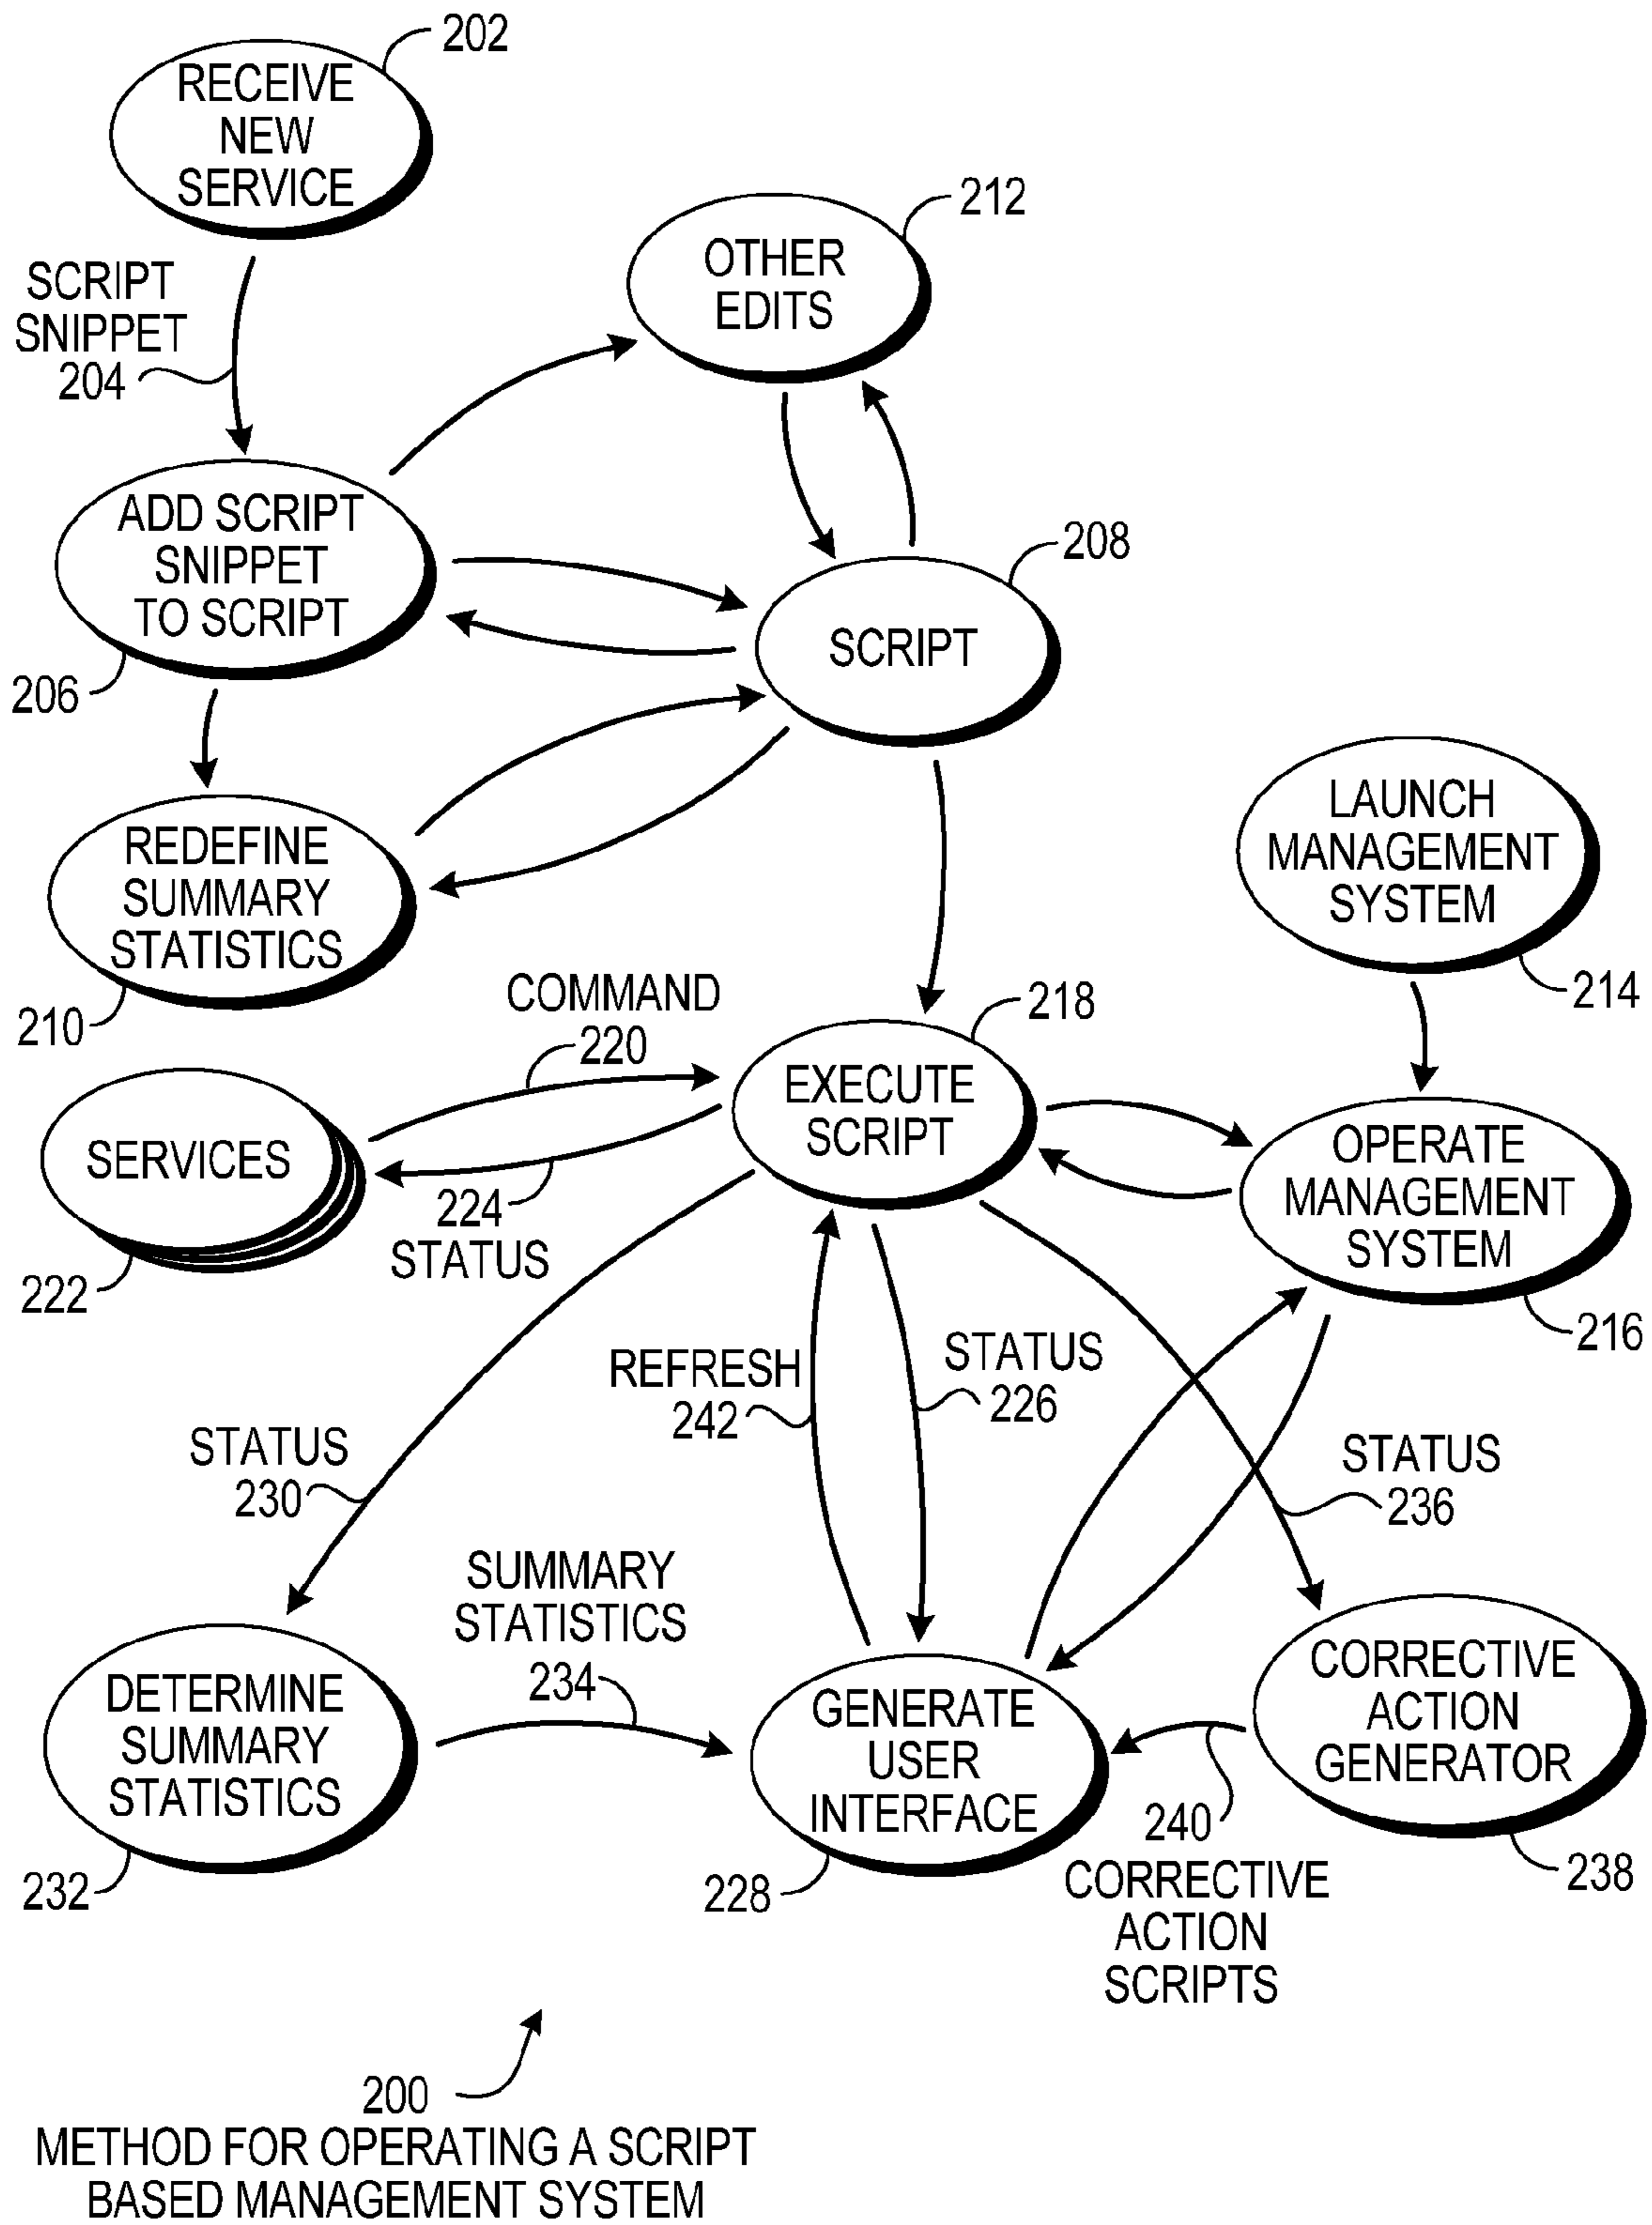 202
RECEIVE
NEW
SERVICE
212
OTHER
EDITS
SCRIPT
SNIPPET
204
ADD SCRIPT
SNIPPET
TO SCRIPT
206
208
SCRIPT
REDEFINE
SUMMARY
STATISTICS
210
LAUNCH
MANAGEMENT
SYSTEM
214
COMMAND
220
218
EXECUTE
SCRIPT
SERVICES
222
224
STATUS
OPERATE
MANAGEMENT
SYSTEM
216
REFRESH
242
STATUS
226
STATUS
230
STATUS
236
SUMMARY
STATISTICS
234
DETERMINE
SUMMARY
STATISTICS
232
GENERATE
USER
INTERFACE
228
CORRECTIVE
ACTION
GENERATOR
238
240
CORRECTIVE
ACTION
SCRIPTS
200
METHOD FOR OPERATING A SCRIPT
BASED MANAGEMENT SYSTEM